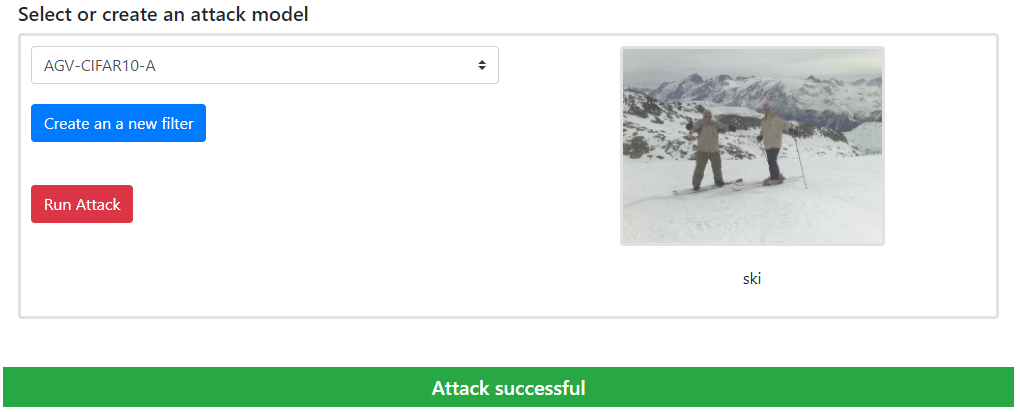 Select or create an attack model
AGV-CIFAR10-A
Create an a new filter
Run Attack
ski
Attack successful